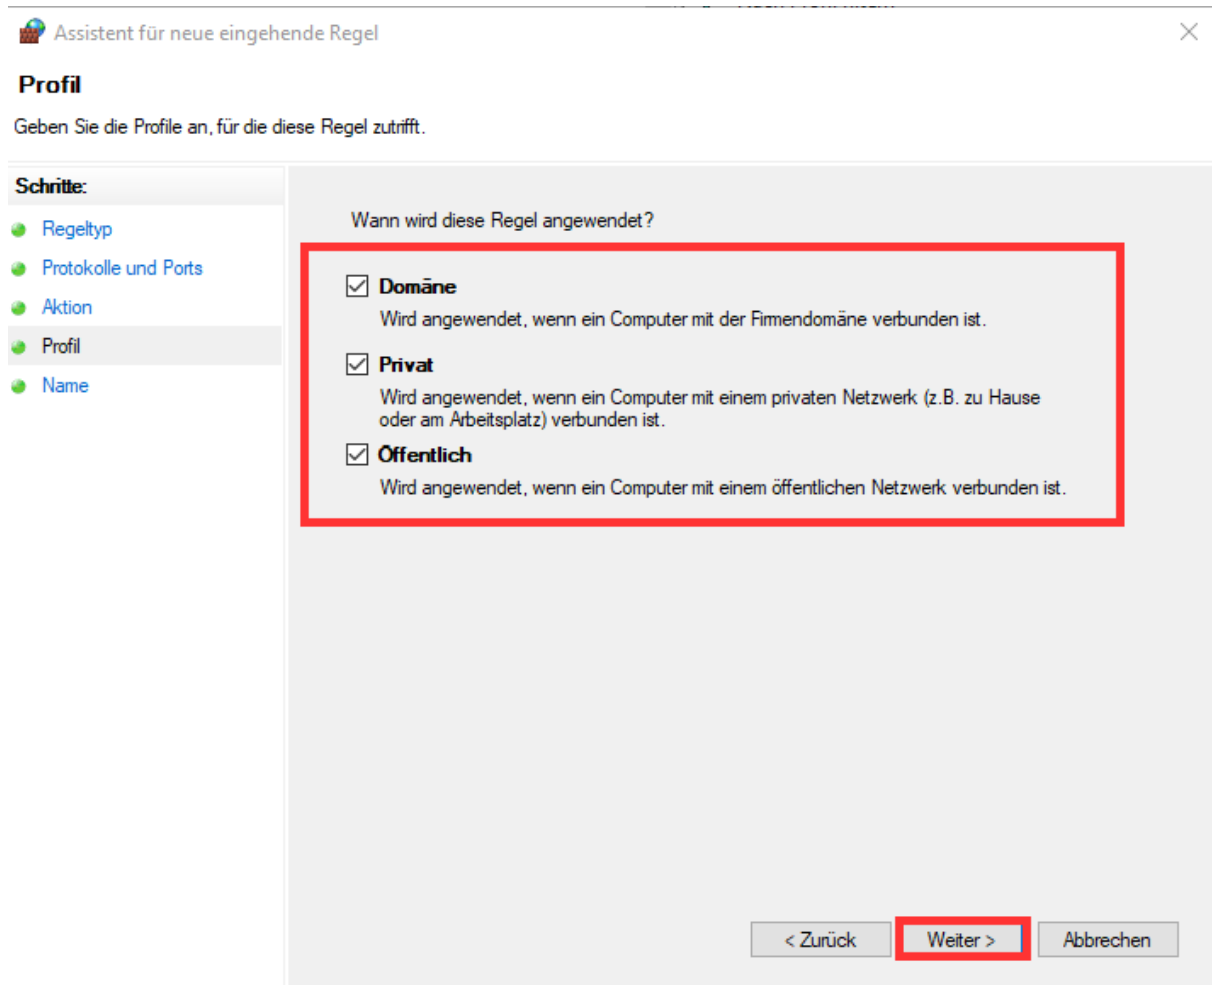 Assistent für neue eingehende Regel
Profil
Geben Sie die Profile an, für die diese Regel zutrifft.
Schritte:
Regeltyp
Protokolle und Ports
Aktion
Profil
Name
Wann wird diese Regel angewendet?
Domäne
Wird angewendet, wenn ein Computer mit der Firmendomäne verbunden ist.
Privat
Wird angewendet, wenn ein Computer mit einem privaten Netzwerk (z.B. zu Hause
oder am Arbeitsplatz) verbunden ist.
Öffentlich
Wird angewendet, wenn ein Computer mit einem öffentlichen Netzwerk verbunden ist.
< Zurück
Weiter >
Abbrechen